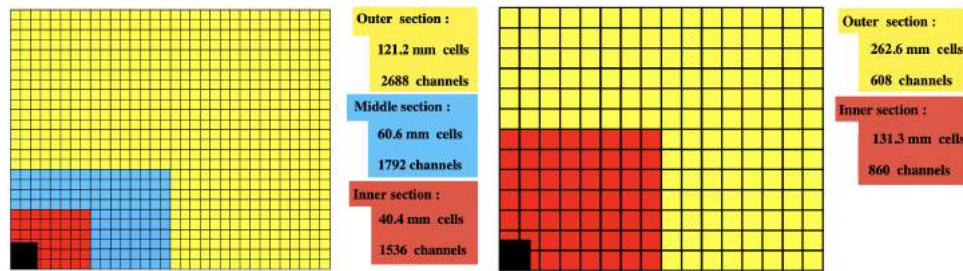 Outer section :
121.2 mm cells
2688 channels
Middle section :
60.6 mm cells
1792 channels
Inner section :
40.4 mm cells
1536 channels
Outer section :
262.6 mm cells
608 channels
Inner section :
131.3 mm cells
860 channels